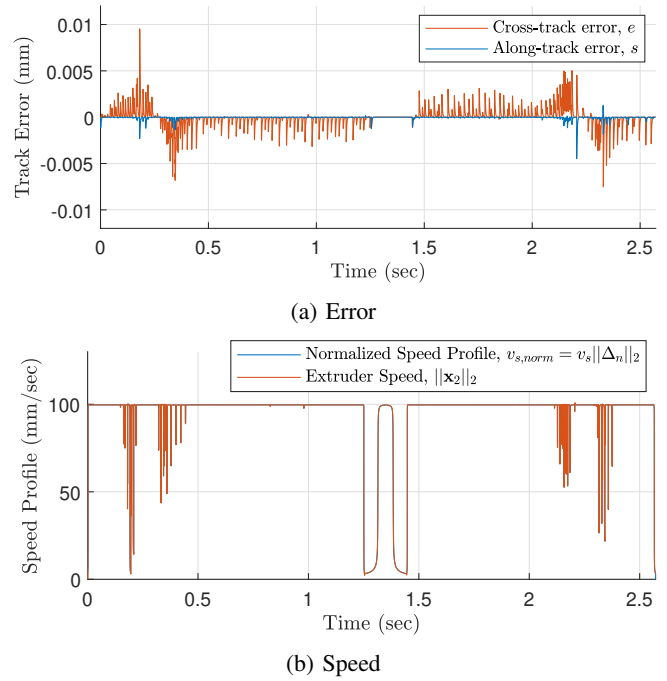 0.01
0.005
0
-0.005
-0.01
Track Error (mm)
Cross-track error, e
Along-track error, s
0 0.5 1 1.5 2 2.5
Time (sec)
(a) Error
Normalized Speed Profile, v_{s,norm} = v_s||Δ_n||_2
Extruder Speed, ||x_2||_2
100
50
0
Speed Profile (mm/sec)
0 0.5 1 1.5 2 2.5
Time (sec)
(b) Speed